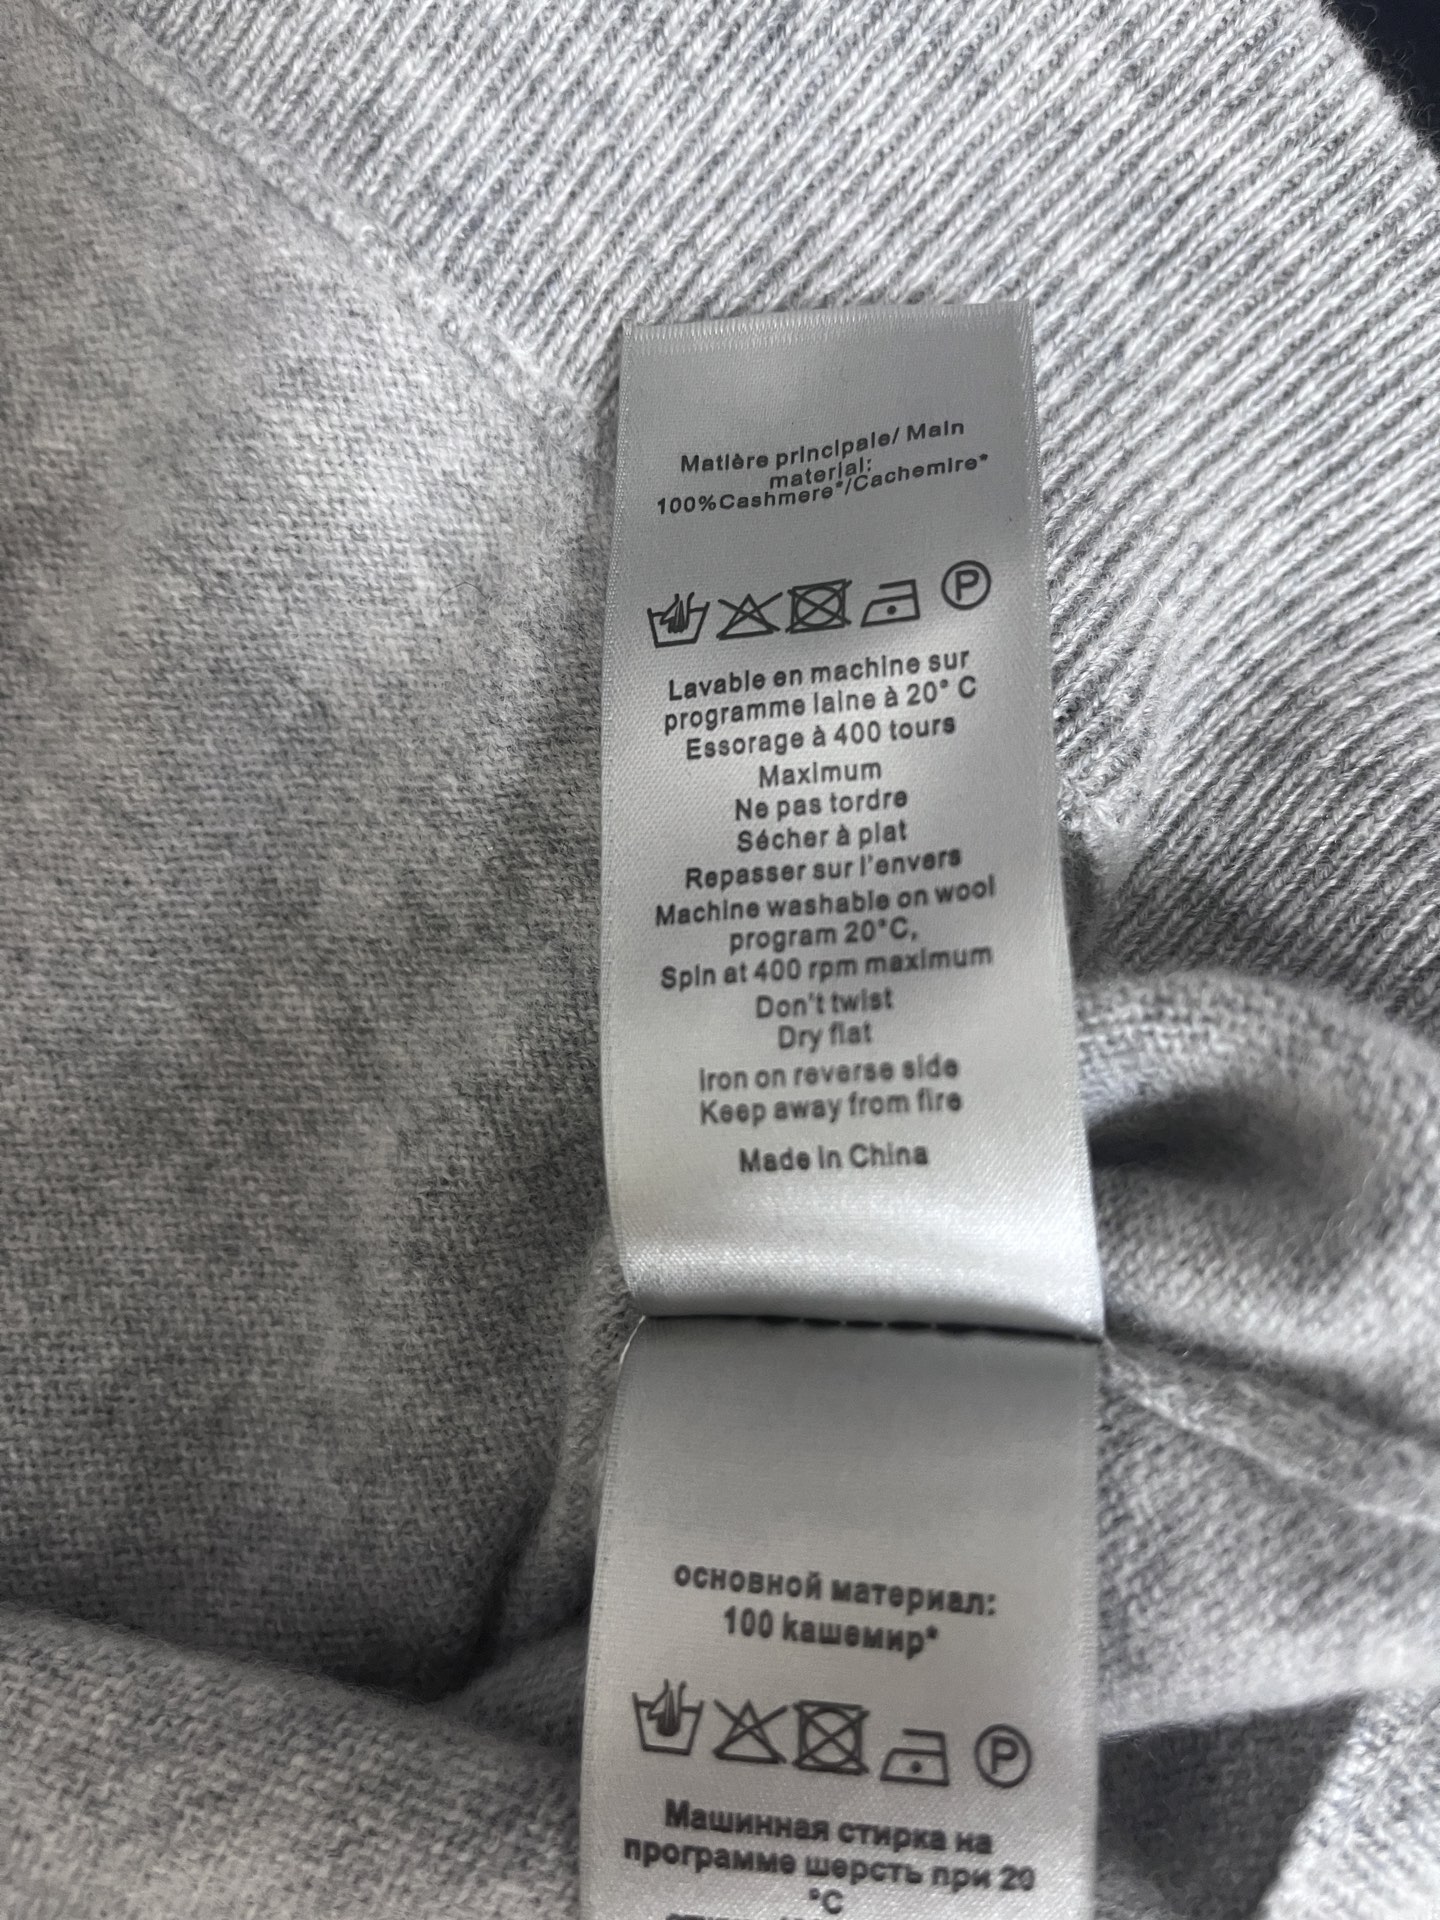 Matière principale/ Main
material:
100%Cashmere*/Cachemire*
P
Lavable en machine sur
programme laine à 20° C
Essorage à 400 tours
Maximum
Ne pas tordre
Sécher à plat
Repasser sur l'envers
Machine washable on wool
program 20°C,
Spin at 400 rpm maximum
Don't twist
Dry flat
Iron on reverse side
Keep away from fire
Made in China
основной материал:
100 kашемир*
P
Машинная стирка на
программе шерсть при 20
°C